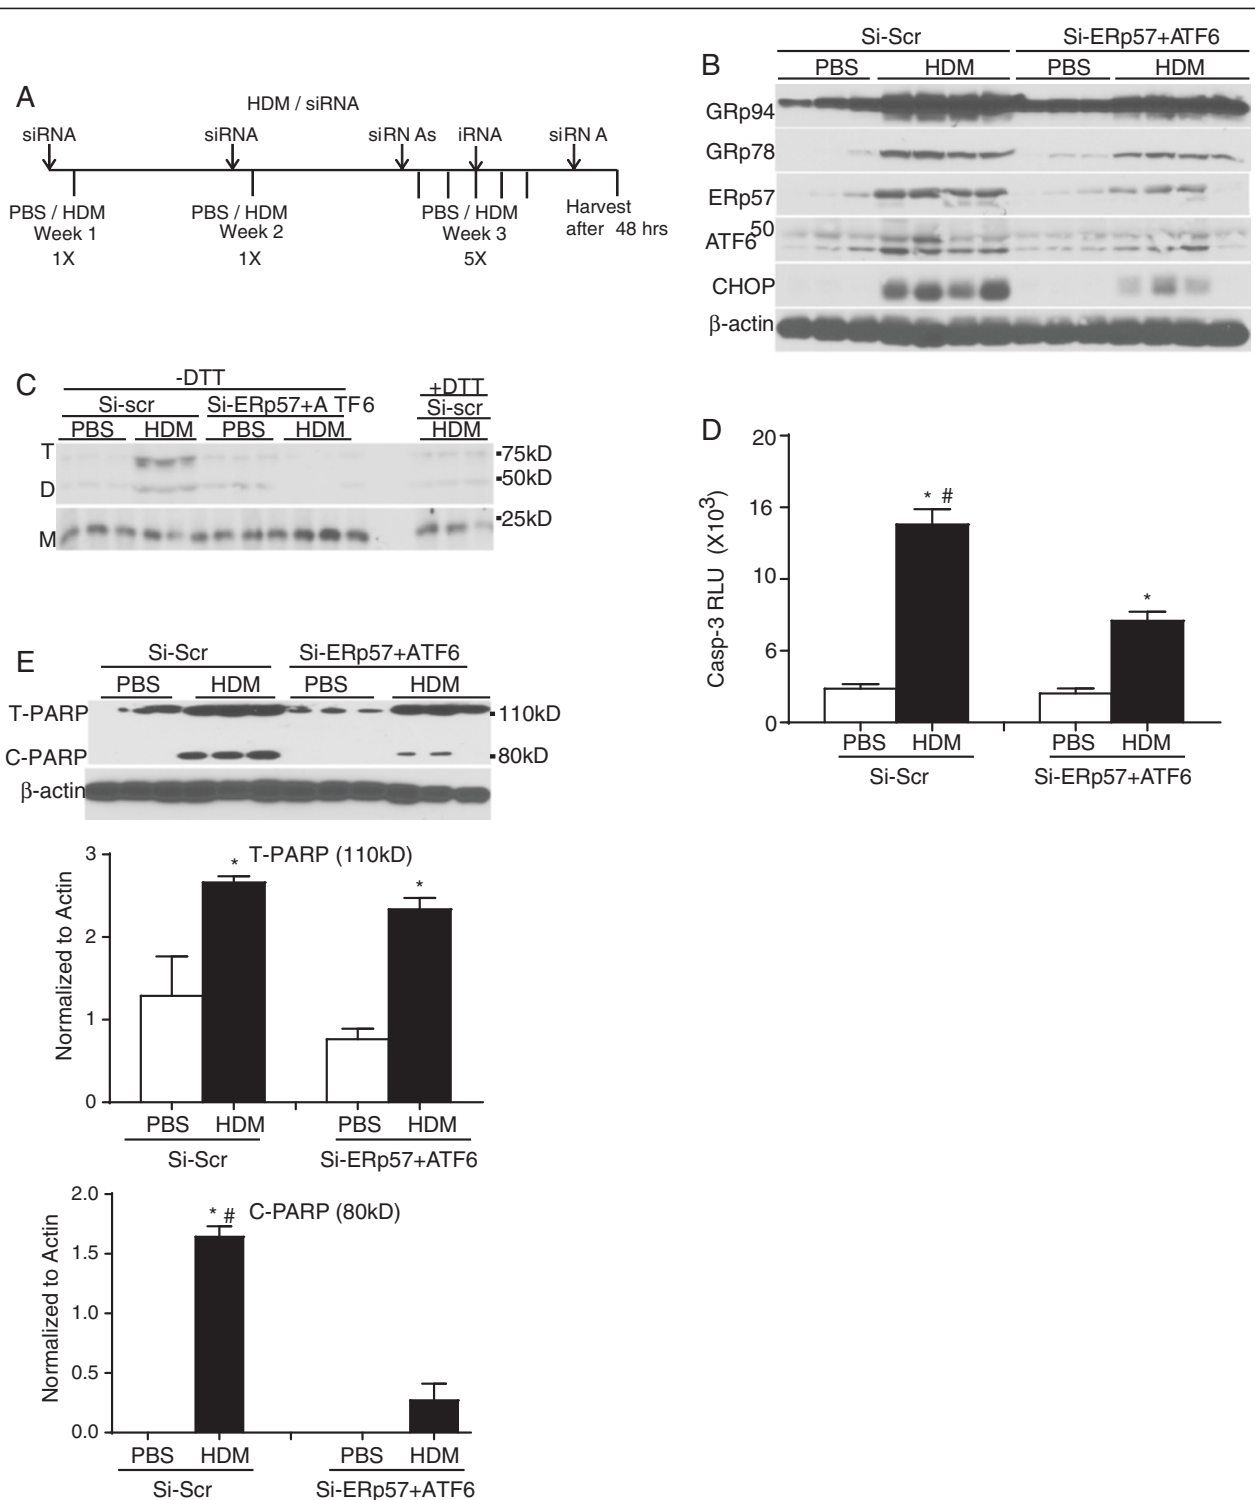 A
HDM / siRNA
siRNA siRNA siRN As iRNA siRN A
PBS / HDM PBS / HDM PBS / HDM Harvest
Week 1 Week 2 Week 3 after 48 hrs
1X 1X 5X
B
Si-Scr Si-ERp57+ATF6
PBS HDM PBS HDM
GRp94
GRp78
ERp57
50
ATF6
CHOP
β-actin
C
-DTT +DTT
Si-scr Si-ERp57+A TF6 Si-scr
PBS HDM PBS HDM HDM
T 75kD
D 50kD
25kD
M
D
20
16
10
6
0
Casp-3 RLU (X10³)
* #
*
PBS HDM PBS HDM
Si-Scr Si-ERp57+ATF6
E
Si-Scr Si-ERp57+ATF6
PBS HDM PBS HDM
T-PARP 110kD
C-PARP 80kD
β-actin
T-PARP (110kD)
3
2
1
0
Normalized to Actin
*
*
PBS HDM PBS HDM
Si-Scr Si-ERp57+ATF6
C-PARP (80kD)
2.0
1.5
1.0
0.5
0.0
Normalized to Actin
* #
PBS HDM PBS HDM
Si-Scr Si-ERp57+ATF6